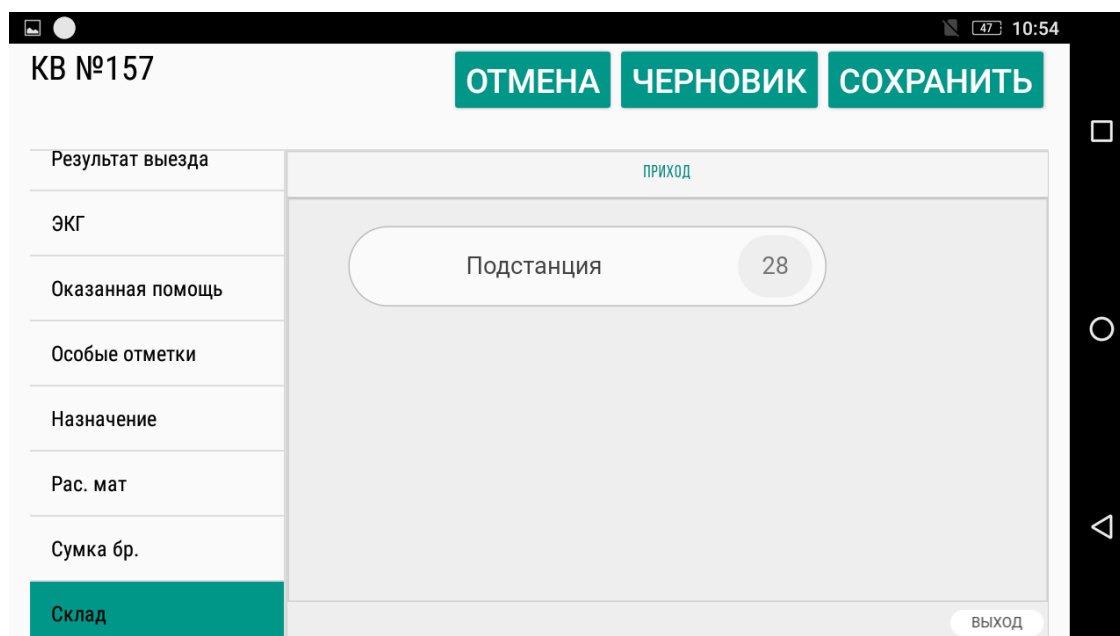 47 10:54
КВ №157
ОТМЕНА ЧЕРНОВИК СОХРАНИТЬ
Результат выезда
ЭКГ
Оказанная помощь
Особые отметки
Назначение
Рас. мат
Сумка бр.
Склад
ПРИХОД
Подстанция 28
ВЫХОД